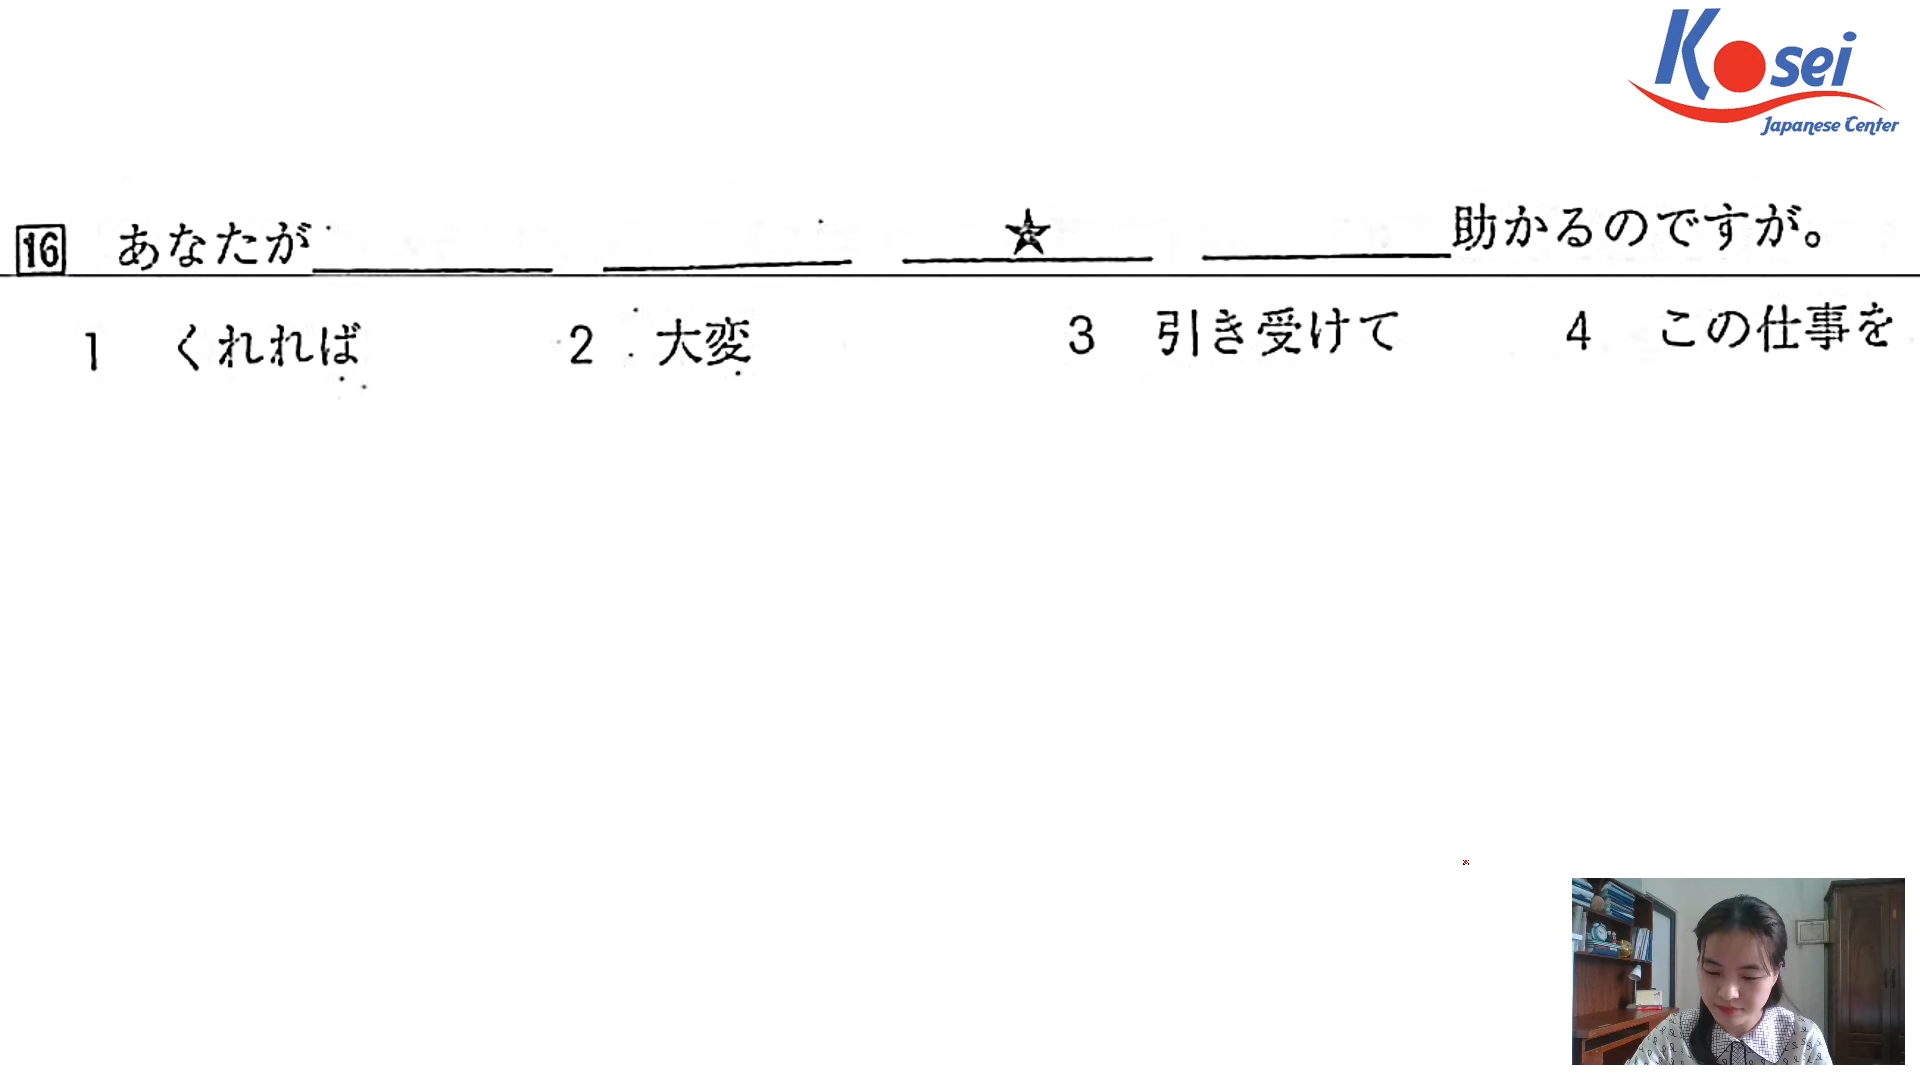 Kosei
Japanese Center
16 あなたが____ ____ __★__ ____助かるのですが。
1 くれれば 2 大変 3 引き受けて 4 この仕事を